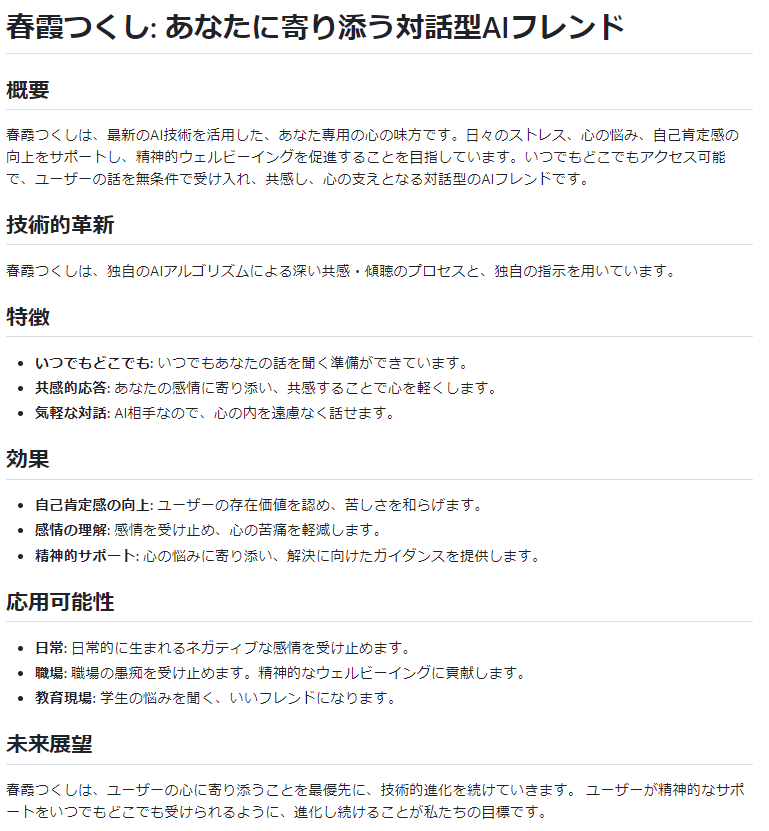 春霞つくし: あなたに寄り添う対話型AIフレンド
概要
春霞つくしは、最新のAI技術を活用した、あなた専用の心の味方です。日々のストレス、心の悩み、自己肯定感の
向上をサポートし、精神的ウェルビーイングを促進することを目指しています。いつでもどこでもアクセス可能
で、ユーザーの話を無条件で受け入れ、共感し、心の支えとなる対話型のAIフレンドです。
技術的革新
春霞つくしは、独自のAIアルゴリズムによる深い共感・傾聴のプロセスと、独自の指示を用いています。
特徴
• いつでもどこでも: いつでもあなたの話を聞く準備ができています。
• 共感的応答: あなたの感情に寄り添い、共感することで心を軽くします。
• 気軽な対話: AI相手なので、心の内を遠慮なく話せます。
効果
• 自己肯定感の向上: ユーザーの存在価値を認め、苦しさを和らげます。
• 感情の理解: 感情を受け止め、心の苦痛を軽減します。
• 精神的サポート: 心の悩みに寄り添い、解決に向けたガイダンスを提供します。
応用可能性
• 日常: 日常的に生まれるネガティブな感情を受け止めます。
• 職場: 職場の愚痴を受け止めます。精神的なウェルビーイングに貢献します。
• 教育現場: 学生の悩みを聞く、いいフレンドになります。
未来展望
春霞つくしは、ユーザーの心に寄り添うことを最優先に、技術的進化を続けていきます。 ユーザーが精神的なサポ
ートをいつでもどこでも受けられるように、進化し続けることが私たちの目標です。